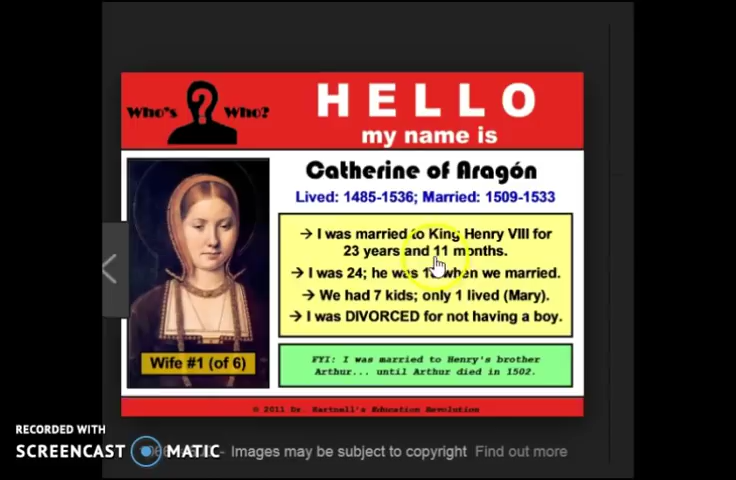 Who's Who?
HELLO
my name is
Catherine of Aragón
Lived: 1485-1536; Married: 1509-1533
→ I was married to King Henry VIII for
23 years and 11 months.
→ I was 24; he was when we married.
→ We had 7 kids; only 1 lived (Mary).
→ I was DIVORCED for not having a boy.
Wife #1 (of 6)
FYI: I was married to Henry's brother
Arthur... until Arthur died in 1502.
© 2011 Dr. Hartnell's Education Revolution
RECORDED WITH
SCREENCAST MATIC
- Images may be subject to copyright Find out more